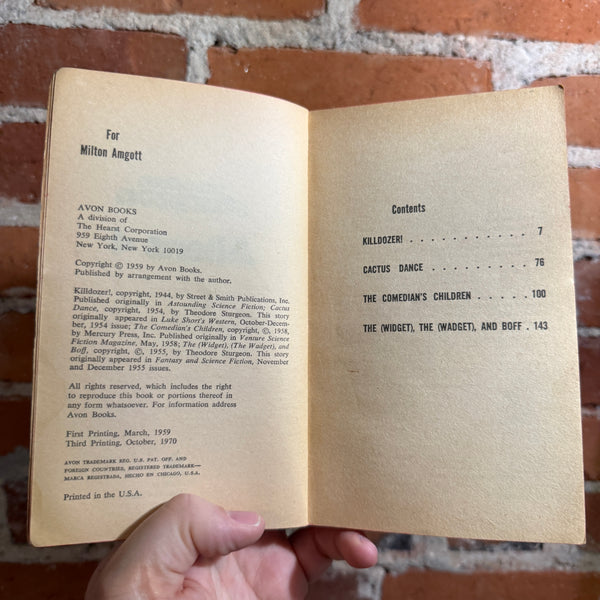 For
Milton Amgott
AVON BOOKS
A division of
The Hearst Corporation
959 Eighth Avenue
New York, New York 10019
Copyright © 1959 by Avon Books.
Published by arrangement with the author.
Killdozer!, copyright, 1944, by Street & Smith Publications, Inc.
Published originally in Astounding Science Fiction; Cactus
Dance, copyright, 1954, by Theodore Sturgeon. This story
originally appeared in Luke Short's Western, October-Decem-
ber, 1954 issue; The Comedian's Children, copyright, ©, 1958,
by Mercury Press, Inc. Published originally in Venture Science
Fiction Magazine, May, 1958; The (Widget), (The Wadget), and
Boff, copyright, ©, 1955, by Theodore Sturgeon. This story
originally appeared in Fantasy and Science Fiction, November
and December 1955 issues.
All rights reserved, which includes the right
to reproduce this book or portions thereof in
any form whatsoever. For information address
Avon Books.
First Printing, March, 1959
Third Printing, October, 1970
AVON TRADEMARK REG. U.S. PAT. OFF. AND
FOREIGN COUNTRIES, REGISTERED TRADEMARK—
MARCA REGISTRADA, HECHO EN CHICAGO, U.S.A.
Printed in the U.S.A.
Contents
KILLDOZER! . . . . . . . . . . . . 7
CACTUS DANCE . . . . . . . . . . 76
THE COMEDIAN'S CHILDREN . . . . . 100
THE (WIDGET), THE (WADGET), AND BOFF . 143